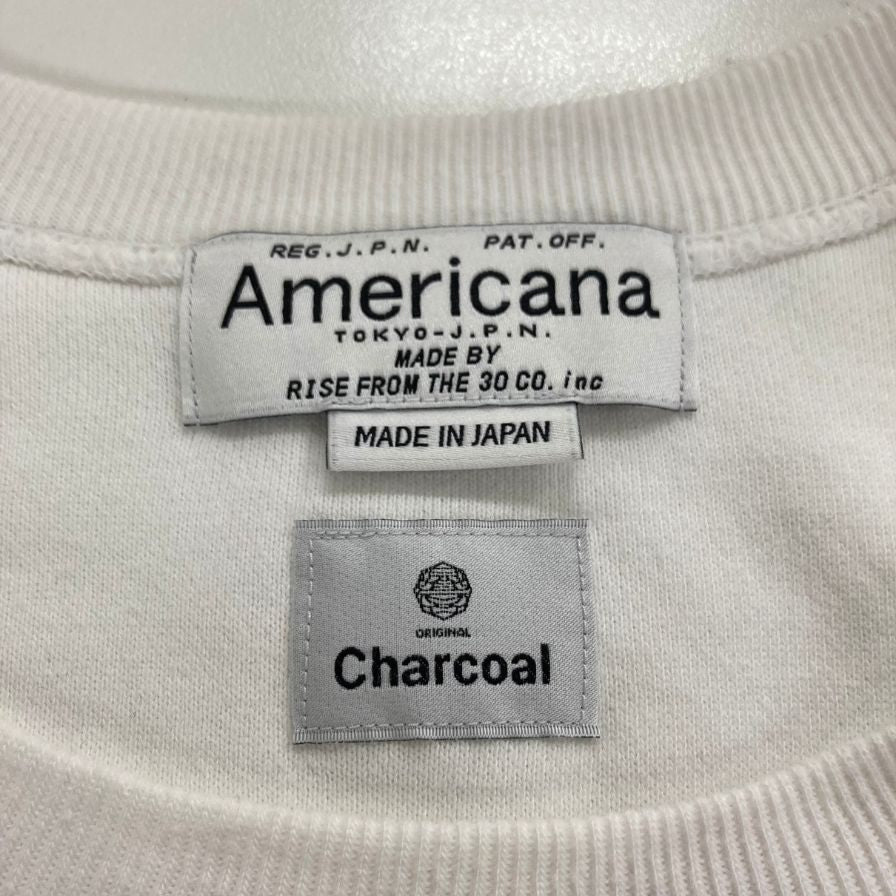 REG.J.P.N. PAT.OFF.
Americana
TOKYO-J.P.N.
MADE BY
RISE FROM THE 30 CO. inc
MADE IN JAPAN
ORIGINAL
Charcoal